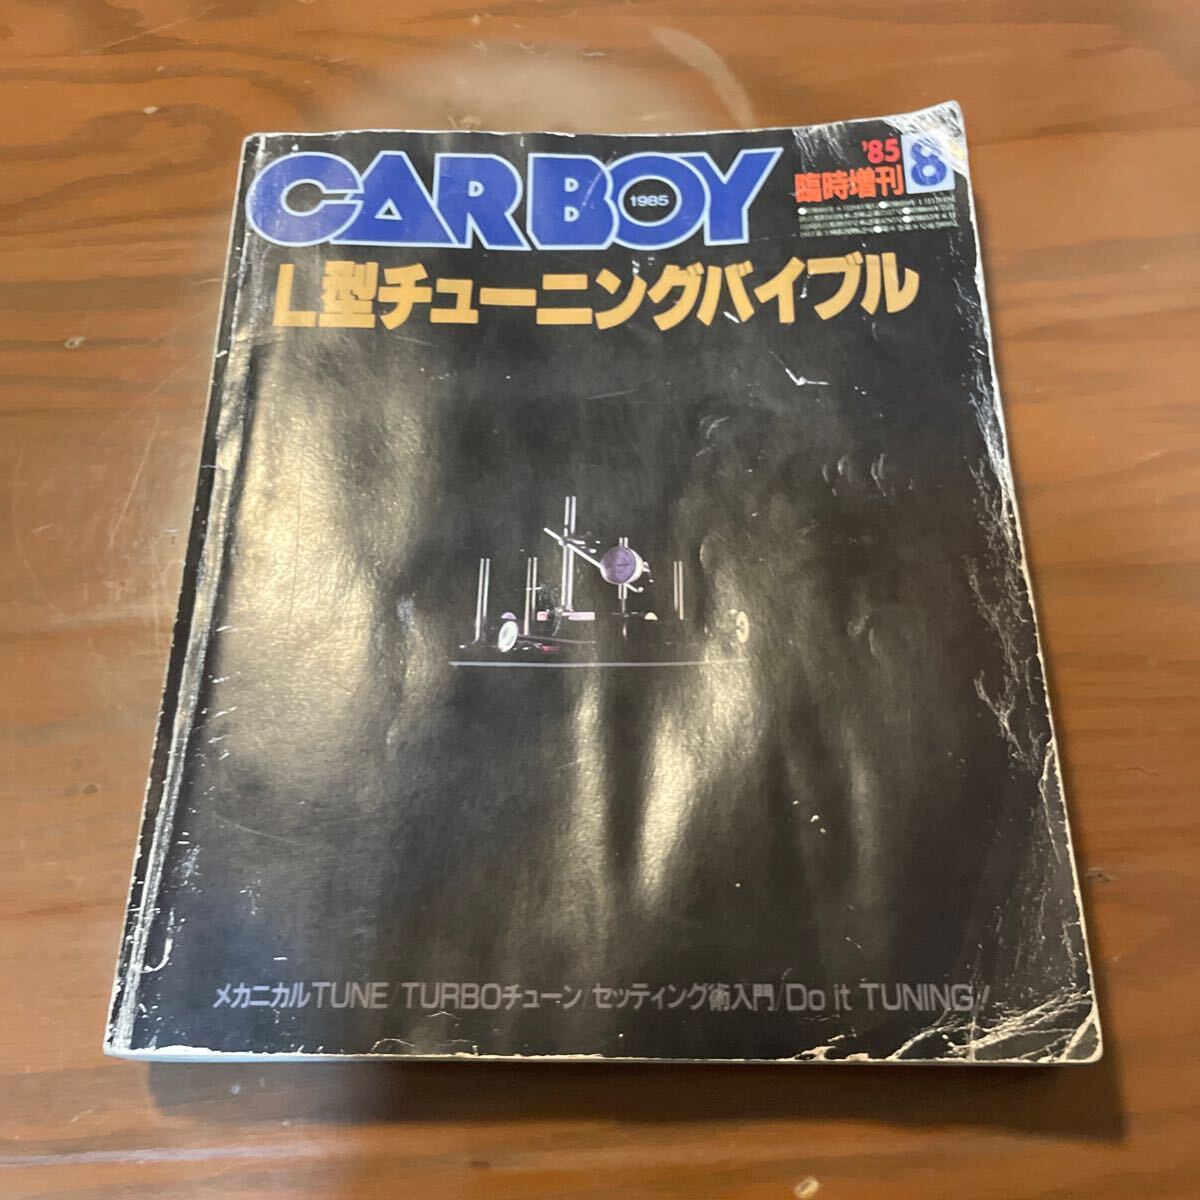 CARBOY
1985
'85
8
臨時増刊
L型チューニングバイブル
メカニカルTUNE/TURBOチューン/セッティング術入門/Do it TUNING!